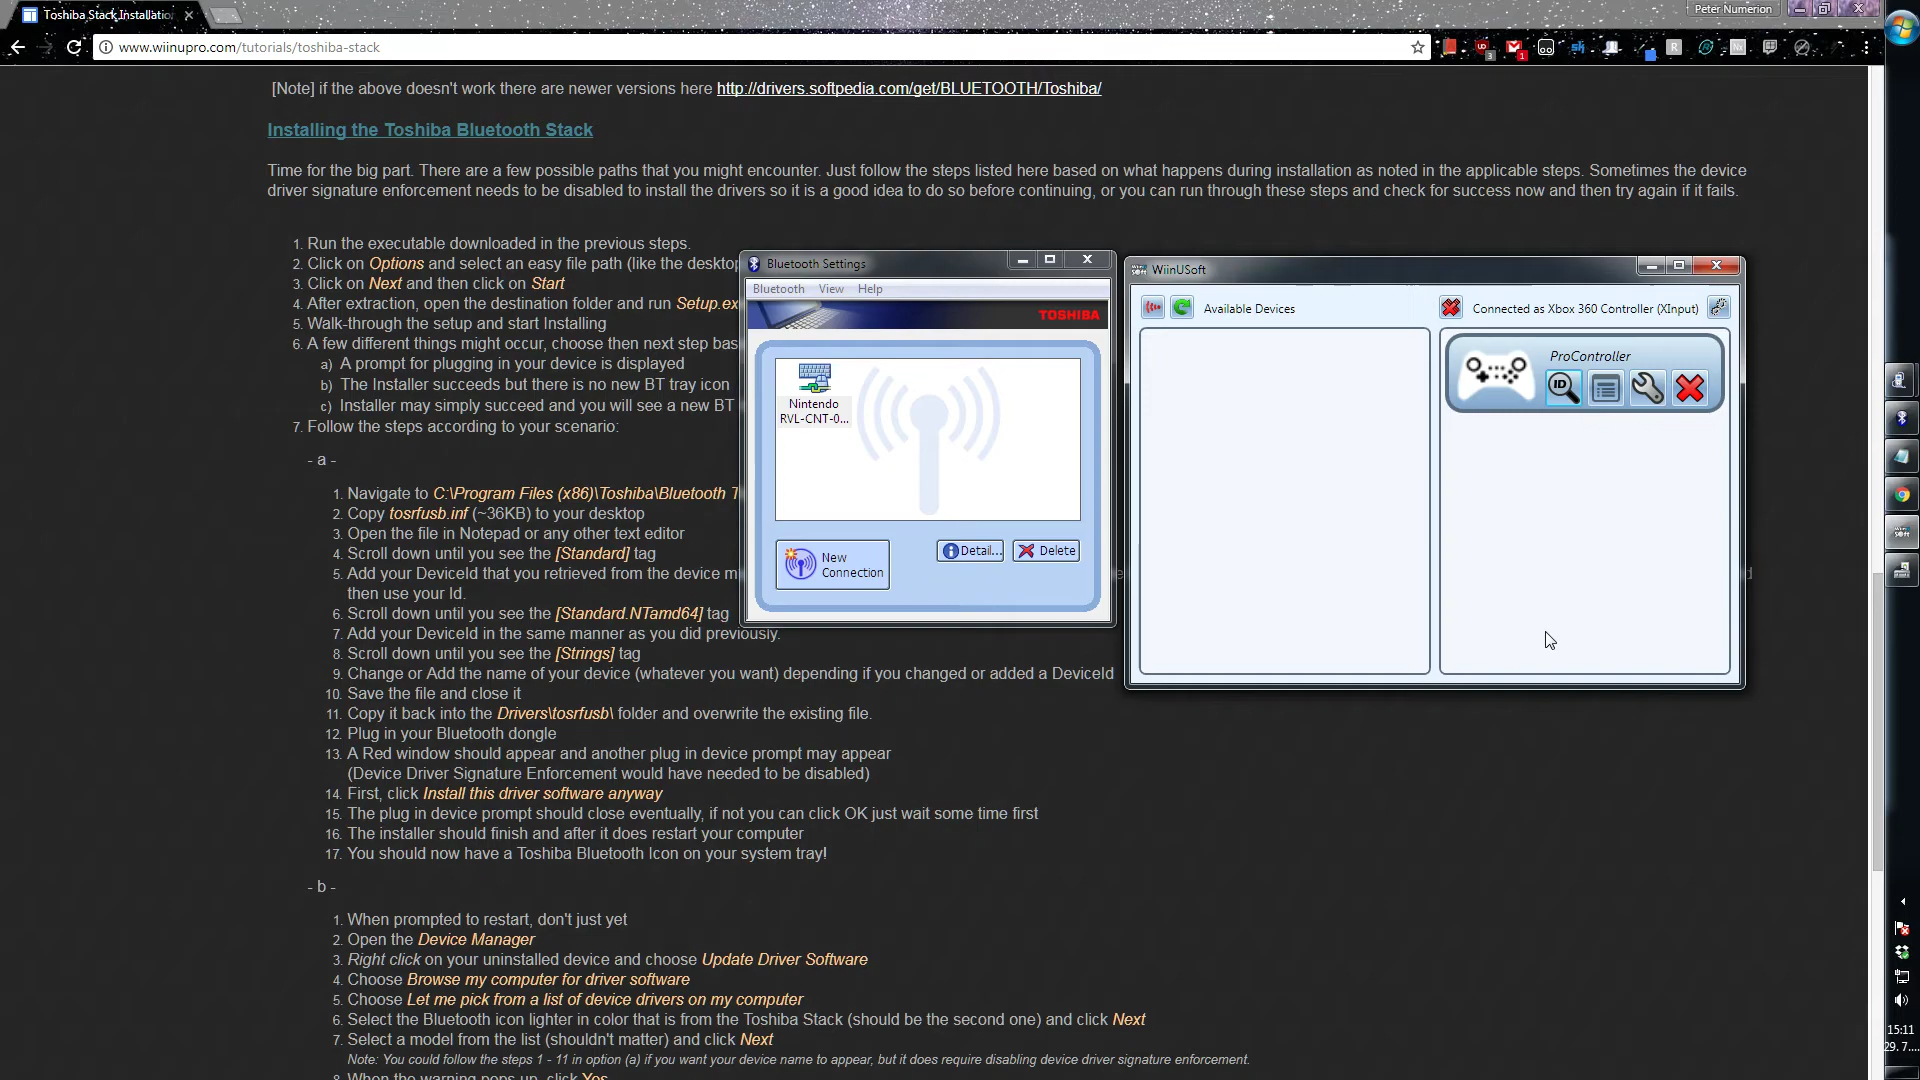 Toshiba Stack Installatio
Peter Numerion
www.wiinupro.com/tutorials/toshiba-stack
[Note] if the above doesn't work there are newer versions here http://drivers.softpedia.com/get/BLUETOOTH/Toshiba/
Installing the Toshiba Bluetooth Stack
Time for the big part. There are a few possible paths that you might encounter. Just follow the steps listed here based on what happens during installation as noted in the applicable steps. Sometimes the device
driver signature enforcement needs to be disabled to install the drivers so it is a good idea to do so before continuing, or you can run through these steps and check for success now and then try again if it fails.
1. Run the executable downloaded in the previous steps.
2. Click on Options and select an easy file path (like the desktop
3. Click on Next and then click on Start
4. After extraction, open the destination folder and run Setup.ex
5. Walk-through the setup and start Installing
6. A few different things might occur, choose then next step bas
a) A prompt for plugging in your device is displayed
b) The Installer succeeds but there is no new BT tray icon
c) Installer may simply succeed and you will see a new BT
7. Follow the steps according to your scenario:
- a -
1. Navigate to C:\Program Files (x86)\Toshiba\Bluetooth T
2. Copy tosrfusb.inf (~36KB) to your desktop
3. Open the file in Notepad or any other text editor
4. Scroll down until you see the [Standard] tag
5. Add your DeviceId that you retrieved from the device m
then use your Id.
6. Scroll down until you see the [Standard.NTamd64] tag
7. Add your DeviceId in the same manner as you did previously.
8. Scroll down until you see the [Strings] tag
9. Change or Add the name of your device (whatever you want) depending if you changed or added a DeviceId
10. Save the file and close it
11. Copy it back into the Drivers\tosrfusb\ folder and overwrite the existing file.
12. Plug in your Bluetooth dongle
13. A Red window should appear and another plug in device prompt may appear
(Device Driver Signature Enforcement would have needed to be disabled)
14. First, click Install this driver software anyway
15. The plug in device prompt should close eventually, if not you can click OK just wait some time first
16. The installer should finish and after it does restart your computer
17. You should now have a Toshiba Bluetooth Icon on your system tray!
- b -
1. When prompted to restart, don't just yet
2. Open the Device Manager
3. Right click on your uninstalled device and choose Update Driver Software
4. Choose Browse my computer for driver software
5. Choose Let me pick from a list of device drivers on my computer
6. Select the Bluetooth icon lighter in color that is from the Toshiba Stack (should be the second one) and click Next
7. Select a model from the list (shouldn't matter) and click Next
Note: You could follow the steps 1 - 11 in option (a) if you want your device name to appear, but it does require disabling device driver signature enforcement.
8. When the warning pops up, click Yes
Bluetooth Settings
Bluetooth View Help
TOSHIBA
Nintendo
RVL-CNT-0...
New
Connection
Detail...
Delete
WiinUSoft
Available Devices
Connected as Xbox 360 Controller (XInput)
ProController
ID
15:11
29. 7....